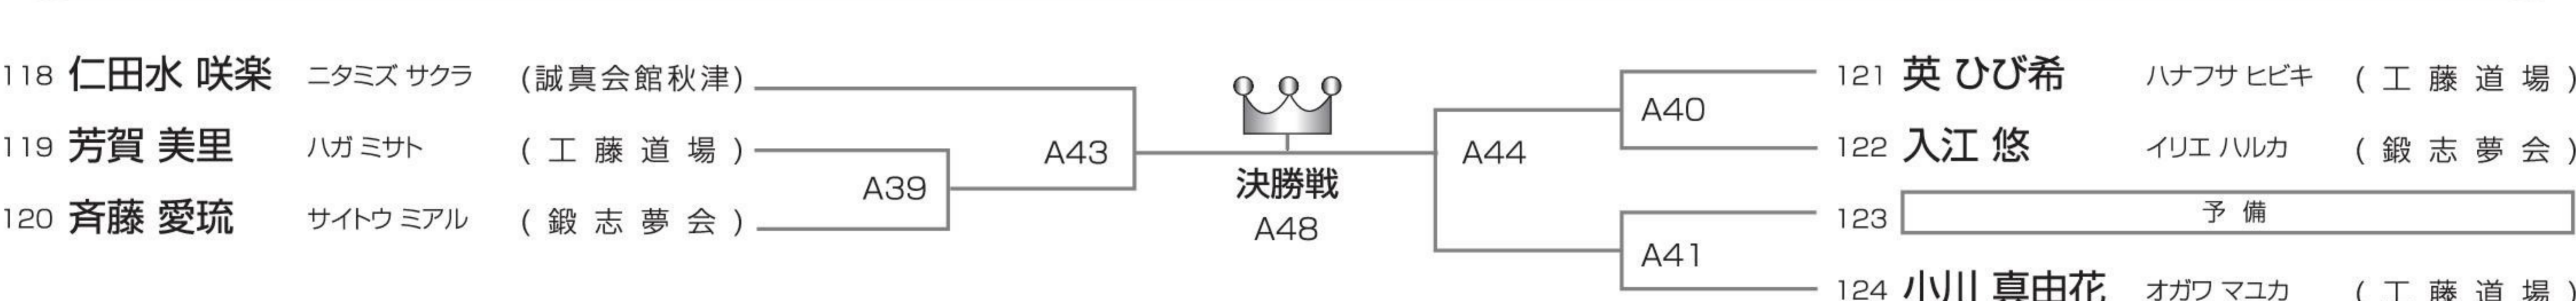 118 仁田水 咲楽 ニタミズ サクラ (誠真会館秋津)
119 芳賀 美里 ハガ ミサト (工藤道場)
120 斉藤 愛琉 サイトウ ミアル (鍛志夢会)
A39
A43
決勝戦
A48
A44
A40
A41
121 英 ひび希 ハナフサ ヒビキ (工藤道場)
122 入江 悠 イリエ ハルカ (鍛志夢会)
123 予備
124 小川 真由花 オガワ マユカ (工藤道場)